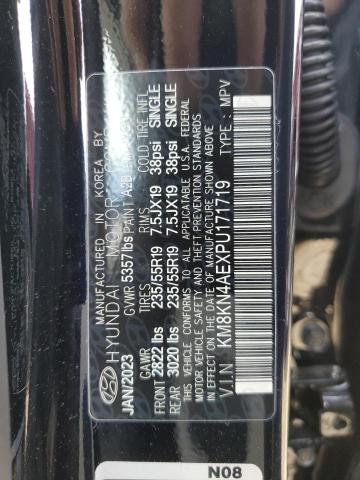 MANUFACTURED IN KOREA BY
HYUNDAI MOTOR
JAN/2023 GVWR 5357lbs PAINT A2B
GAWR TIRES RIMS COLD TIRE INFL
FRONT 2822 lbs 235/55R19 7.5JX19 38psi SINGLE
REAR 3020 lbs 235/55R19 7.5JX19 38psi SINGLE
THIS VEHICLE CONFORMS TO ALL APPLICABLE U.S.A. FEDERAL
MOTOR VEHICLE SAFETY AND THEFT PREVENTION STANDARDS
IN EFFECT ON THE DATE OF MANUFACTURE SHOWN ABOVE.
V.I.N : KM8KN4AEXPU171719 TYPE : MPV
N08